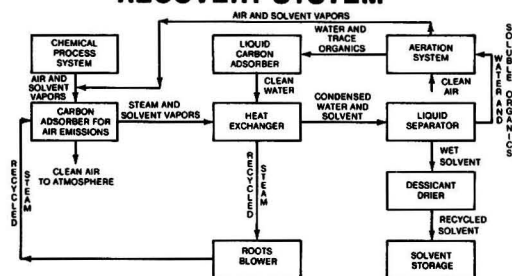 RECOVERY SYSTEM
AIR AND SOLVENT VAPORS
CHEMICAL
PROCESS
SYSTEM
LIQUID
CARBON
ADSORBER
WATER AND
TRACE
ORGANICS
AERATION
SYSTEM
SOLUBLE ORGANICS
WATER AND
AIR AND
SOLVENT
VAPORS
CLEAN
WATER
CLEAN
AIR
CARBON
ADSORBER FOR
AIR EMISSIONS
STEAM AND
SOLVENT VAPORS
HEAT
EXCHANGER
CONDENSED
WATER AND
SOLVENT
LIQUID
SEPARATOR
CLEAN AIR
TO ATMOSPHERE
RECYCLED
STEAM
RECYCLED
STEAM
WET
SOLVENT
DESSICANT
DRIER
RECYCLED
SOLVENT
ROOTS
BLOWER
SOLVENT
STORAGE